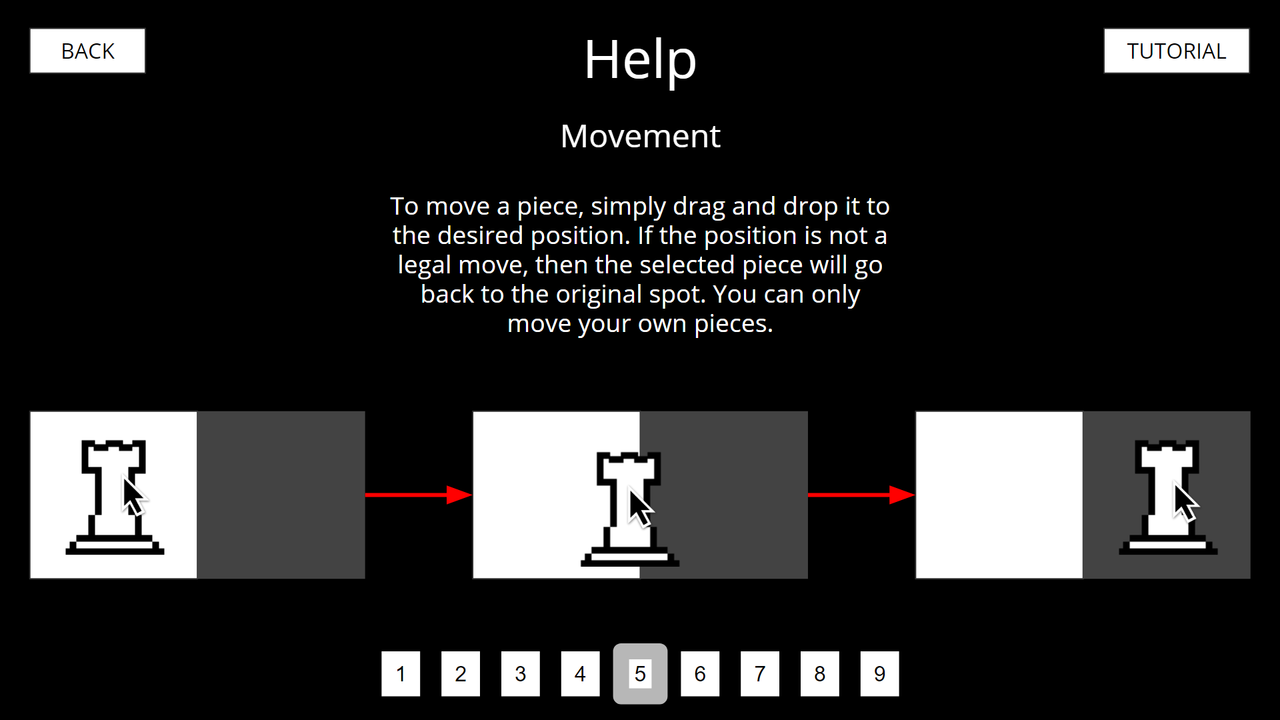 BACK
Help
TUTORIAL
Movement
To move a piece, simply drag and drop it to
the desired position. If the position is not a
legal move, then the selected piece will go
back to the original spot. You can only
move your own pieces.
1 2 3 4 5 6 7 8 9